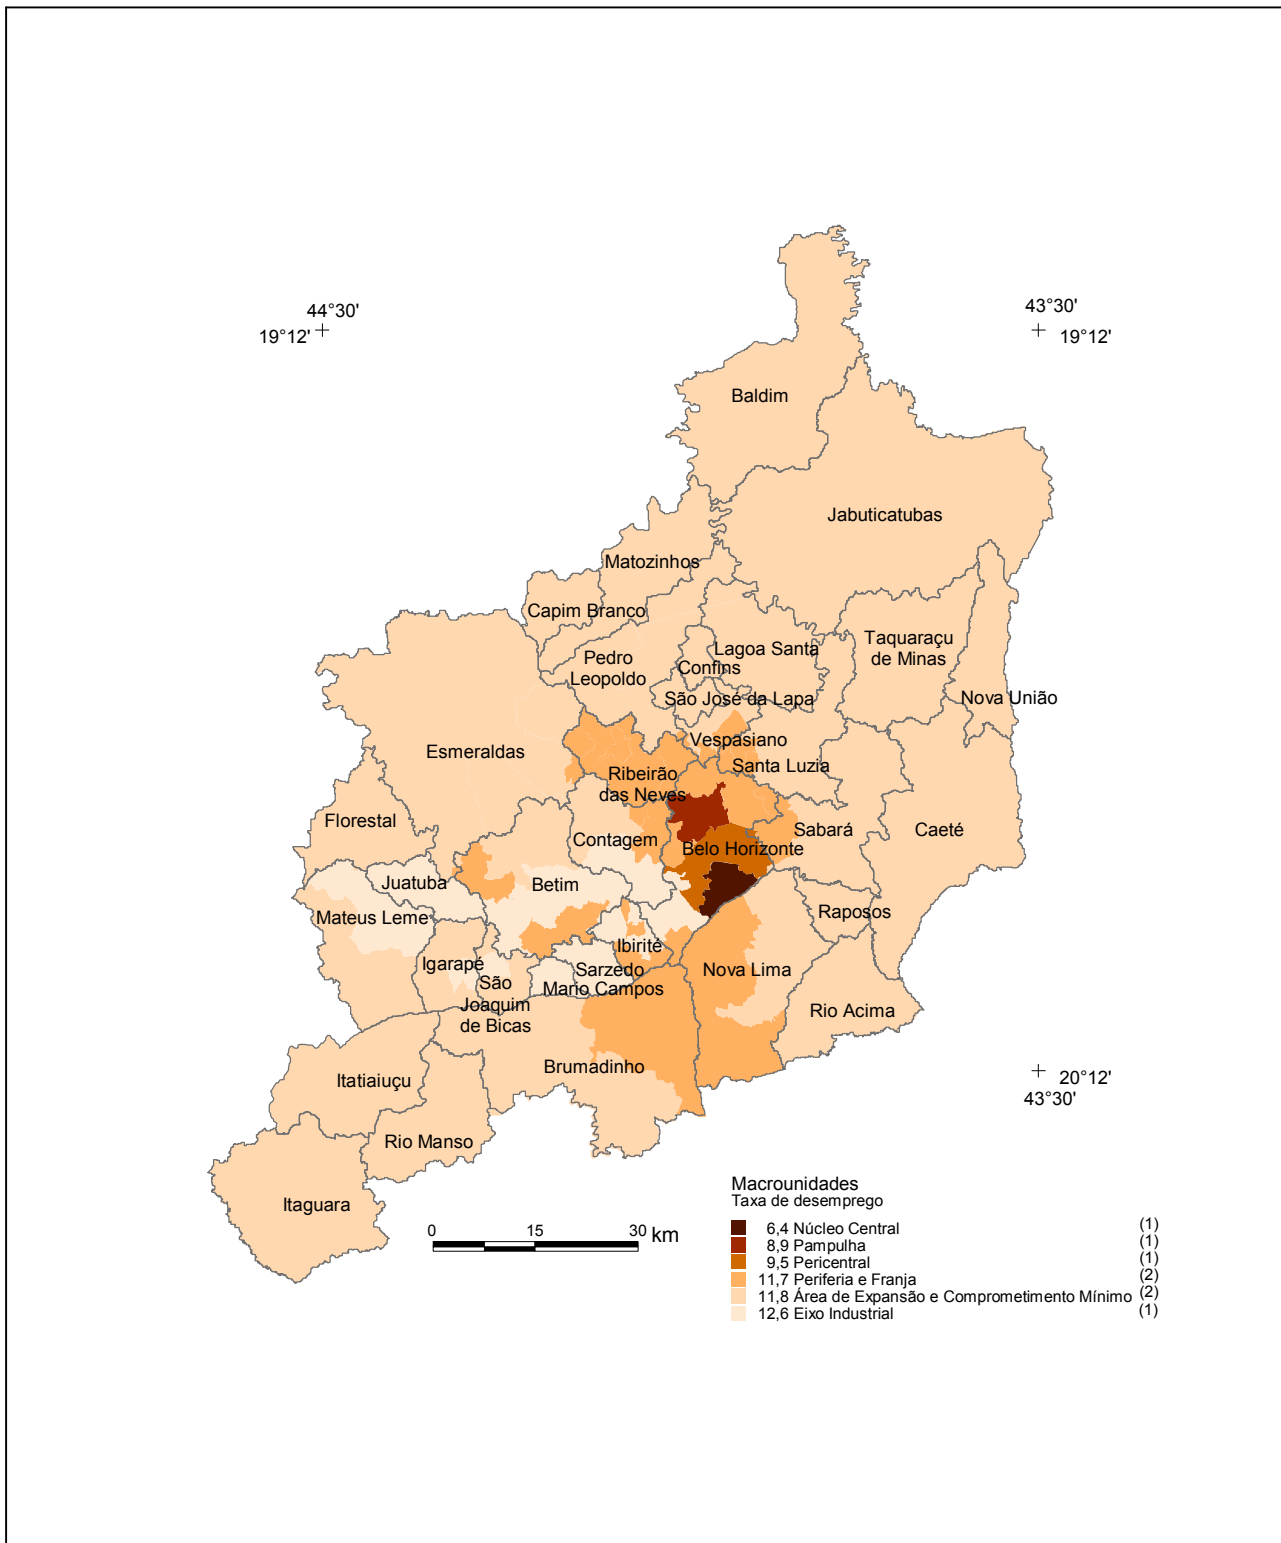 44°30'
19°12'
43°30'
19°12'
Baldim
Jabuticatubas
Matozinhos
Capim Branco
Taquaraçu
de Minas
Lagoa Santa
Pedro
Leopoldo
Confins
São José da Lapa
Nova União
Vespasiano
Esmeraldas
Santa Luzia
Ribeirão
das Neves
Florestal
Sabará
Caeté
Contagem
Belo Horizonte
Juatuba
Betim
Mateus Leme
Raposos
Ibirité
Igarapé
Sarzedo
Nova Lima
São
Joaquim
de Bicas
Mario Campos
Rio Acima
Brumadinho
Itatiaiuçu
20°12'
43°30'
Rio Manso
Itaguara
0 15 30 km
Macrounidades
Taxa de desemprego
6,4 Núcleo Central (1)
8,9 Pampulha (1)
9,5 Pericentral (1)
11,7 Periferia e Franja (2)
11,8 Área de Expansão e Comprometimento Mínimo (2)
12,6 Eixo Industrial (1)